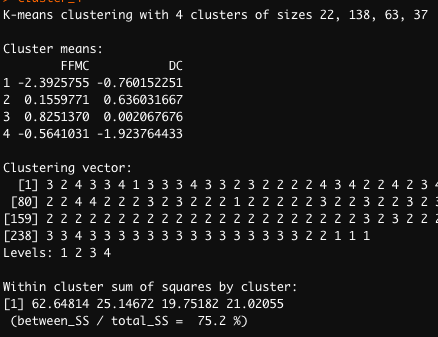 K-means clustering with 4 clusters of sizes 22, 138, 63, 37
Cluster means:
FFMC DC
1 -2.3925755 -0.760152251
2 0.1559771 0.636031667
3 0.8251370 0.002067676
4 -0.5641031 -1.923764433
Clustering vector:
[1] 3 2 4 3 3 4 1 3 3 3 4 3 3 2 3 2 2 2 2 4 3 4 2 2 4 2 3 4
[80] 2 2 4 4 2 2 2 3 2 3 2 2 2 1 2 2 2 2 2 3 2 2 3 2 2 3 2 3
[159] 2 2 2 2 2 2 2 2 2 2 2 2 2 2 2 2 2 2 2 2 2 2 2 3 2 3 2 2 2
[238] 3 3 4 3 3 3 3 3 3 3 3 3 3 3 3 3 3 3 2 2 1 1 1
Levels: 1 2 3 4
Within cluster sum of squares by cluster:
[1] 62.64814 25.14672 19.75182 21.02055
(between_SS / total_SS = 75.2 %)